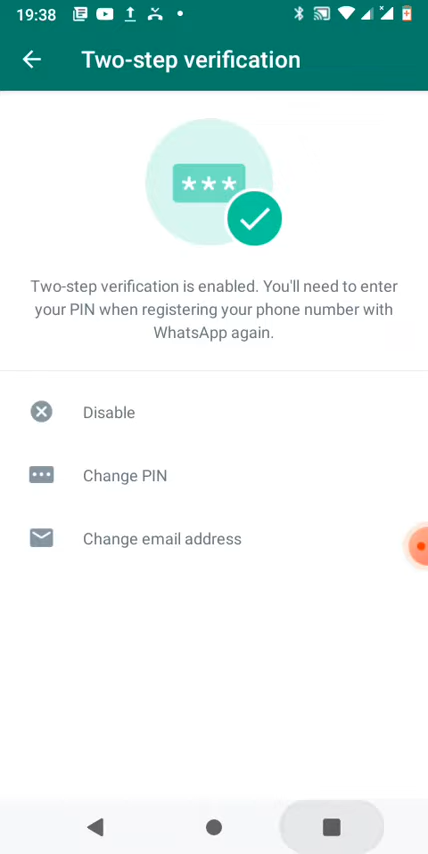 19:38
Two-step verification
***
Two-step verification is enabled. You'll need to enter
your PIN when registering your phone number with
WhatsApp again.
Disable
Change PIN
Change email address